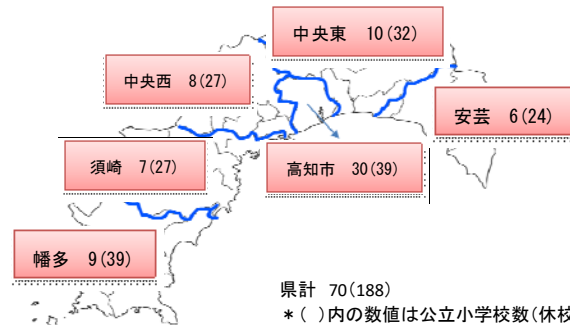 中央東 10(32)
中央西 8(27)
安芸 6(24)
須崎 7(27)
高知市 30(39)
幡多 9(39)
県計 70(188)
*( )内の数値は公立小学校数(休校